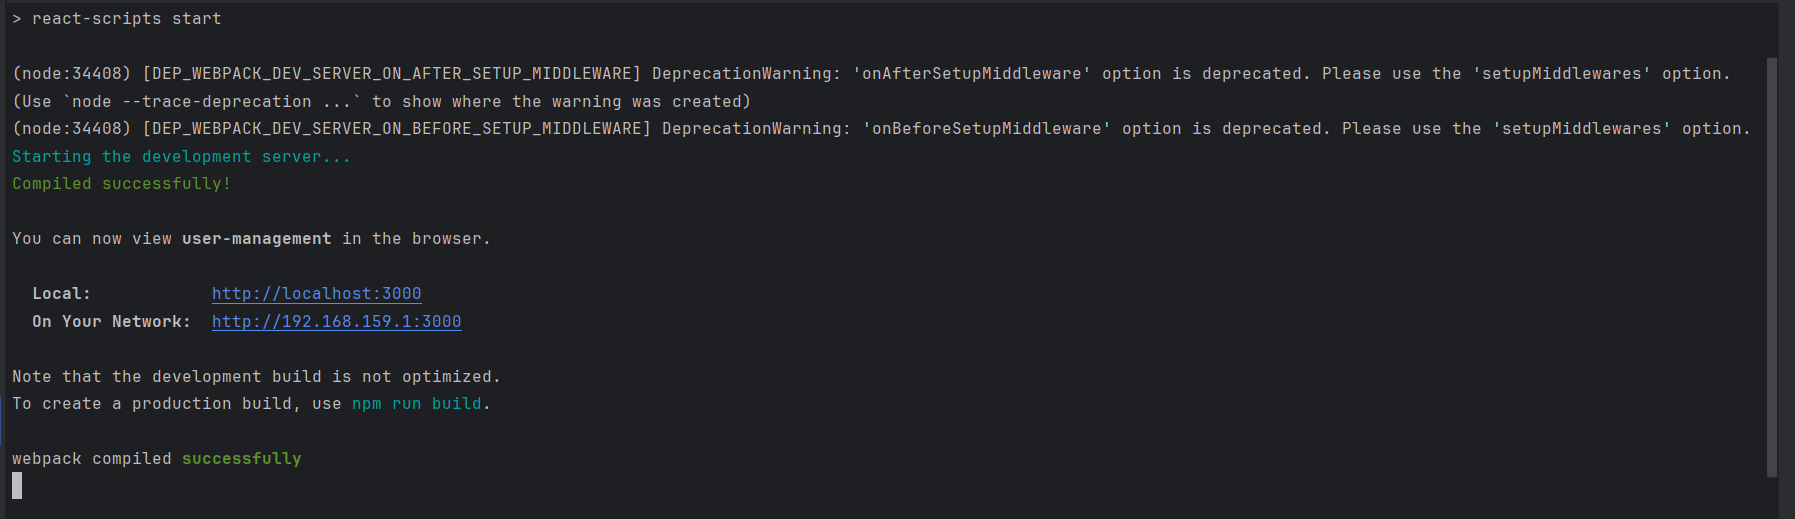 > react-scripts start
(node:34408) [DEP_WEBPACK_DEV_SERVER_ON_AFTER_SETUP_MIDDLEWARE] DeprecationWarning: 'onAfterSetupMiddleware' option is deprecated. Please use the 'setupMiddlewares' option.
(Use `node --trace-deprecation ...` to show where the warning was created)
(node:34408) [DEP_WEBPACK_DEV_SERVER_ON_BEFORE_SETUP_MIDDLEWARE] DeprecationWarning: 'onBeforeSetupMiddleware' option is deprecated. Please use the 'setupMiddlewares' option.
Starting the development server...
Compiled successfully!
You can now view user-management in the browser.
Local: http://localhost:3000
On Your Network: http://192.168.159.1:3000
Note that the development build is not optimized.
To create a production build, use npm run build.
webpack compiled successfully